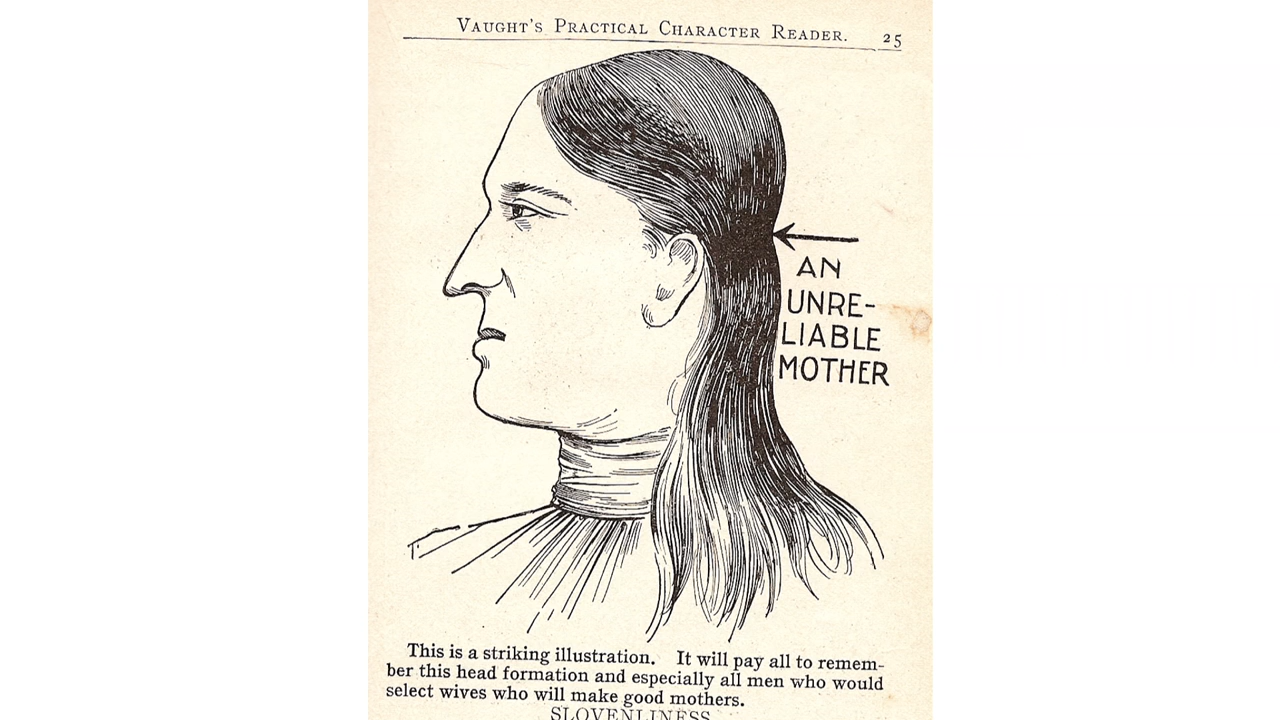 VAUGHT'S PRACTICAL CHARACTER READER. 25
AN
UNRE-
LIABLE
MOTHER
This is a striking illustration. It will pay all to remem-
ber this head formation and especially all men who would
select wives who will make good mothers.
SLOVENLINESS